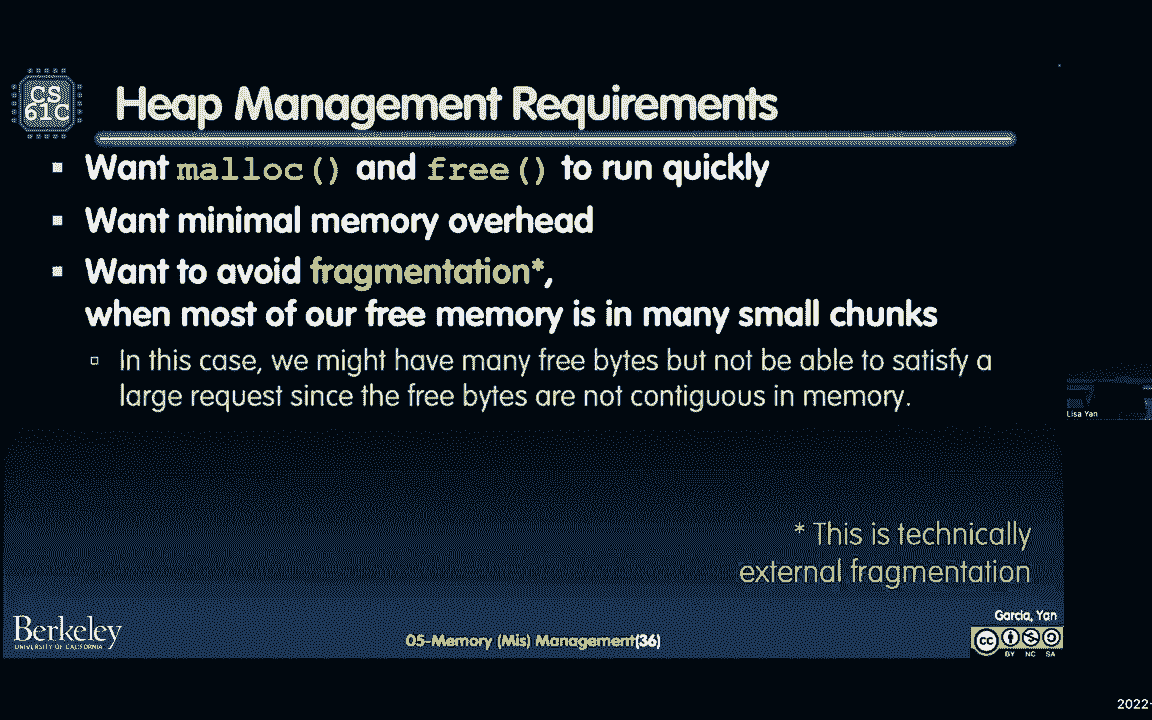 CS
61C
Heap Management Requirements
Want malloc() and free() to run quickly
Want minimal memory overhead
Want to avoid fragmentation*,
when most of our free memory is in many small chunks
In this case, we might have many free bytes but not be able to satisfy a
large request since the free bytes are not contiguous in memory.
Lisa Yan
* This is technically
external fragmentation
Berkeley
UNIVERSITY OF CALIFORNIA
05-Memory (Mis) Management(36)
Garcia, Yan
cc
BY NC SA
2022-